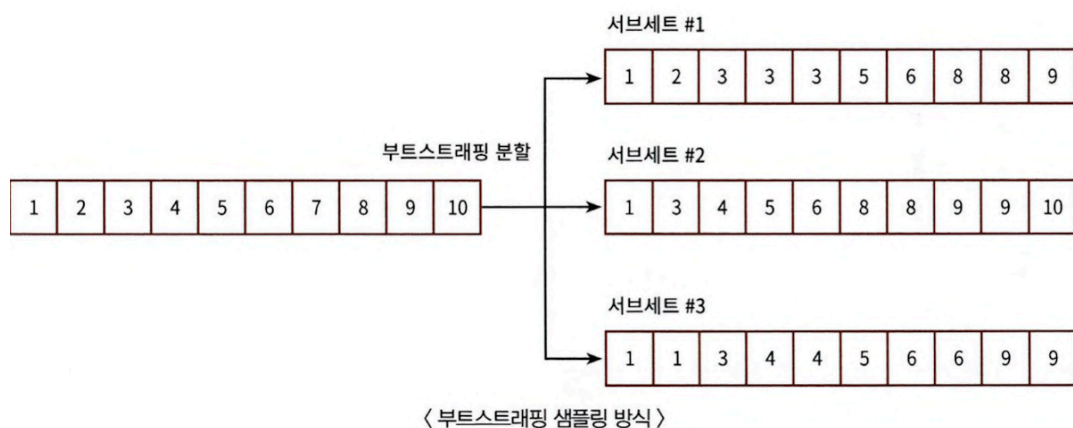 서브세트 #1
1 2 3 3 3 5 6 8 8 9
부트스트래핑 분할
서브세트 #2
1 2 3 4 5 6 7 8 9 10
1 3 4 5 6 8 8 9 9 10
서브세트 #3
1 1 3 4 4 5 6 6 9 9
〈 부트스트래핑 샘플링 방식 〉